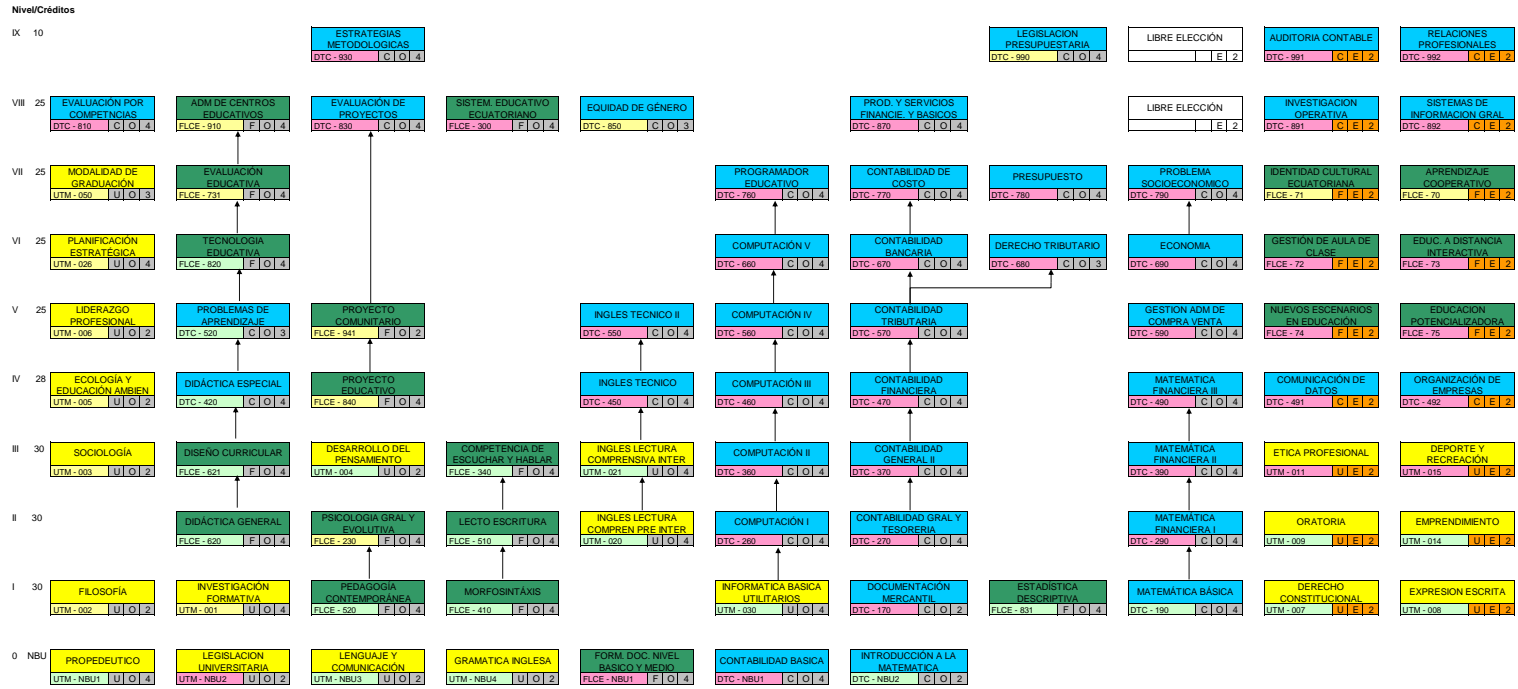 Nivel/Créditos
IX 10
ESTRATEGIAS
METODOLOGICAS
DTC - 930 C O 4
LEGISLACION
PRESUPUESTARIA
DTC - 990 C O 4
LIBRE ELECCIÓN
E 2
AUDITORIA CONTABLE
DTC - 991 C E 2
RELACIONES
PROFESIONALES
DTC - 992 C E 2
VIII 25
EVALUACIÓN POR
COMPETNCIAS
DTC - 810 C O 4
ADM DE CENTROS
EDUCATIVOS
FLCE - 910 F O 4
EVALUACIÓN DE
PROYECTOS
DTC - 830 C O 4
SISTEM. EDUCATIVO
ECUATORIANO
FLCE - 300 F O 4
EQUIDAD DE GÉNERO
DTC - 850 C O 3
PROD. Y SERVICIOS
FINANCIE. Y BASICOS
DTC - 870 C O 4
LIBRE ELECCIÓN
E 2
INVESTIGACION
OPERATIVA
DTC - 891 C E 2
SISTEMAS DE
INFORMACION GRAL
DTC - 892 C E 2
VII 25
MODALIDAD DE
GRADUACIÓN
UTM - 050 U O 3
EVALUACIÓN
EDUCATIVA
FLCE - 731 F O 4
PROGRAMADOR
EDUCATIVO
DTC - 760 C O 4
CONTABILIDAD DE
COSTO
DTC - 770 C O 4
PRESUPUESTO
DTC - 780 C O 4
PROBLEMA
SOCIOECONOMICO
DTC - 790 C O 4
IDENTIDAD CULTURAL
ECUATORIANA
FLCE - 71 F E 2
APRENDIZAJE
COOPERATIVO
FLCE - 70 F E 2
VI 25
PLANIFICACIÓN
ESTRATÉGICA
UTM - 026 U O 4
TECNOLOGIA
EDUCATIVA
FLCE - 820 F O 4
COMPUTACIÓN V
DTC - 660 C O 4
CONTABILIDAD
BANCARIA
DTC - 670 C O 4
DERECHO TRIBUTARIO
DTC - 680 C O 3
ECONOMIA
DTC - 690 C O 4
GESTIÓN DE AULA DE
CLASE
FLCE - 72 F E 2
EDUC. A DISTANCIA
INTERACTIVA
FLCE - 73 F E 2
V 25
LIDERAZGO
PROFESIONAL
UTM - 006 U O 2
PROBLEMAS DE
APRENDIZAJE
DTC - 520 C O 3
PROYECTO
COMUNITARIO
FLCE - 941 F O 2
INGLES TECNICO II
DTC - 550 C O 4
COMPUTACIÓN IV
DTC - 560 C O 4
CONTABILIDAD
TRIBUTARIA
DTC - 570 C O 4
GESTION ADM DE
COMPRA VENTA
DTC - 590 C O 4
NUEVOS ESCENARIOS
EN EDUCACIÓN
FLCE - 74 F E 2
EDUCACION
POTENCIALIZADORA
FLCE - 75 F E 2
IV 28
ECOLOGÍA Y
EDUCACIÓN AMBIEN
UTM - 005 U O 2
DIDÁCTICA ESPECIAL
DTC - 420 C O 4
PROYECTO
EDUCATIVO
FLCE - 840 F O 4
INGLES TECNICO
DTC - 450 C O 4
COMPUTACIÓN III
DTC - 460 C O 4
CONTABILIDAD
FINANCIERA
DTC - 470 C O 4
MATEMATICA
FINANCIERA III
DTC - 490 C O 4
COMUNICACIÓN DE
DATOS
DTC - 491 C E 2
ORGANIZACIÓN DE
EMPRESAS
DTC - 492 C E 2
III 30
SOCIOLOGÍA
UTM - 003 U O 2
DISEÑO CURRICULAR
FLCE - 621 F O 4
DESARROLLO DEL
PENSAMIENTO
UTM - 004 U O 2
COMPETENCIA DE
ESCUCHAR Y HABLAR
FLCE - 340 F O 4
INGLES LECTURA
COMPRENSIVA INTER
UTM - 021 U O 4
COMPUTACIÓN II
DTC - 360 C O 4
CONTABILIDAD
GENERAL II
DTC - 370 C O 4
MATEMÁTICA
FINANCIERA II
DTC - 390 C O 4
ETICA PROFESIONAL
UTM - 011 U E 2
DEPORTE Y
RECREACIÓN
UTM - 015 U E 2
II 30
DIDÁCTICA GENERAL
FLCE - 620 F O 4
PSICOLOGIA GRAL Y
EVOLUTIVA
FLCE - 230 F O 4
LECTO ESCRITURA
FLCE - 510 F O 4
INGLES LECTURA
COMPREN PRE INTER
UTM - 020 U O 4
COMPUTACIÓN I
DTC - 260 C O 4
CONTABILIDAD GRAL Y
TESORERIA
DTC - 270 C O 4
MATEMÁTICA
FINANCIERA I
DTC - 290 C O 4
ORATORIA
UTM - 009 U E 2
EMPRENDIMIENTO
UTM - 014 U E 2
I 30
FILOSOFÍA
UTM - 002 U O 2
INVESTIGACIÓN
FORMATIVA
UTM - 001 U O 4
PEDAGOGÍA
CONTEMPORÁNEA
FLCE - 520 F O 4
MORFOSINTÁXIS
FLCE - 410 F O 4
INFORMATICA BASICA
UTILITARIOS
UTM - 030 U O 4
DOCUMENTACIÓN
MERCANTIL
DTC - 170 C O 2
ESTADÍSTICA
DESCRIPTIVA
FLCE - 831 F O 4
MATEMÁTICA BÁSICA
DTC - 190 C O 4
DERECHO
CONSTITUCIONAL
UTM - 007 U E 2
EXPRESION ESCRITA
UTM - 008 U E 2
0 NBU
PROPEDEUTICO
UTM - NBU1 U O 4
LEGISLACION
UNIVERSITARIA
UTM - NBU2 U O 2
LENGUAJE Y
COMUNICACIÓN
UTM - NBU3 U O 2
GRAMATICA INGLESA
UTM - NBU4 U O 2
FORM. DOC. NIVEL
BASICO Y MEDIO
FLCE - NBU1 F O 4
CONTABILIDAD BASICA
DTC - NBU1 C O 4
INTRODUCCIÓN A LA
MATEMATICA
DTC - NBU2 C O 2